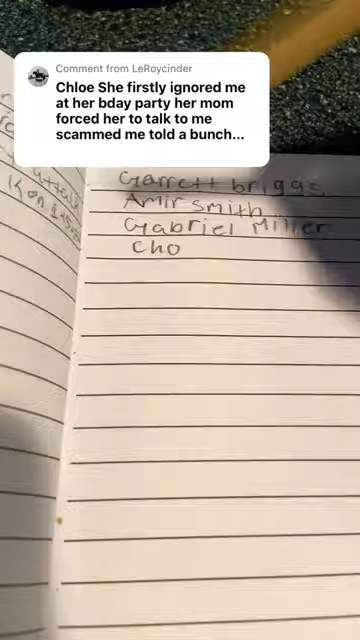 Comment from LeRoycinder
Chloe She firstly ignored me
at her bday party her mom
forced her to talk to me
scammed me told a bunch...
Garrett briggs
Amir smith
Gabriel Miller
Cho